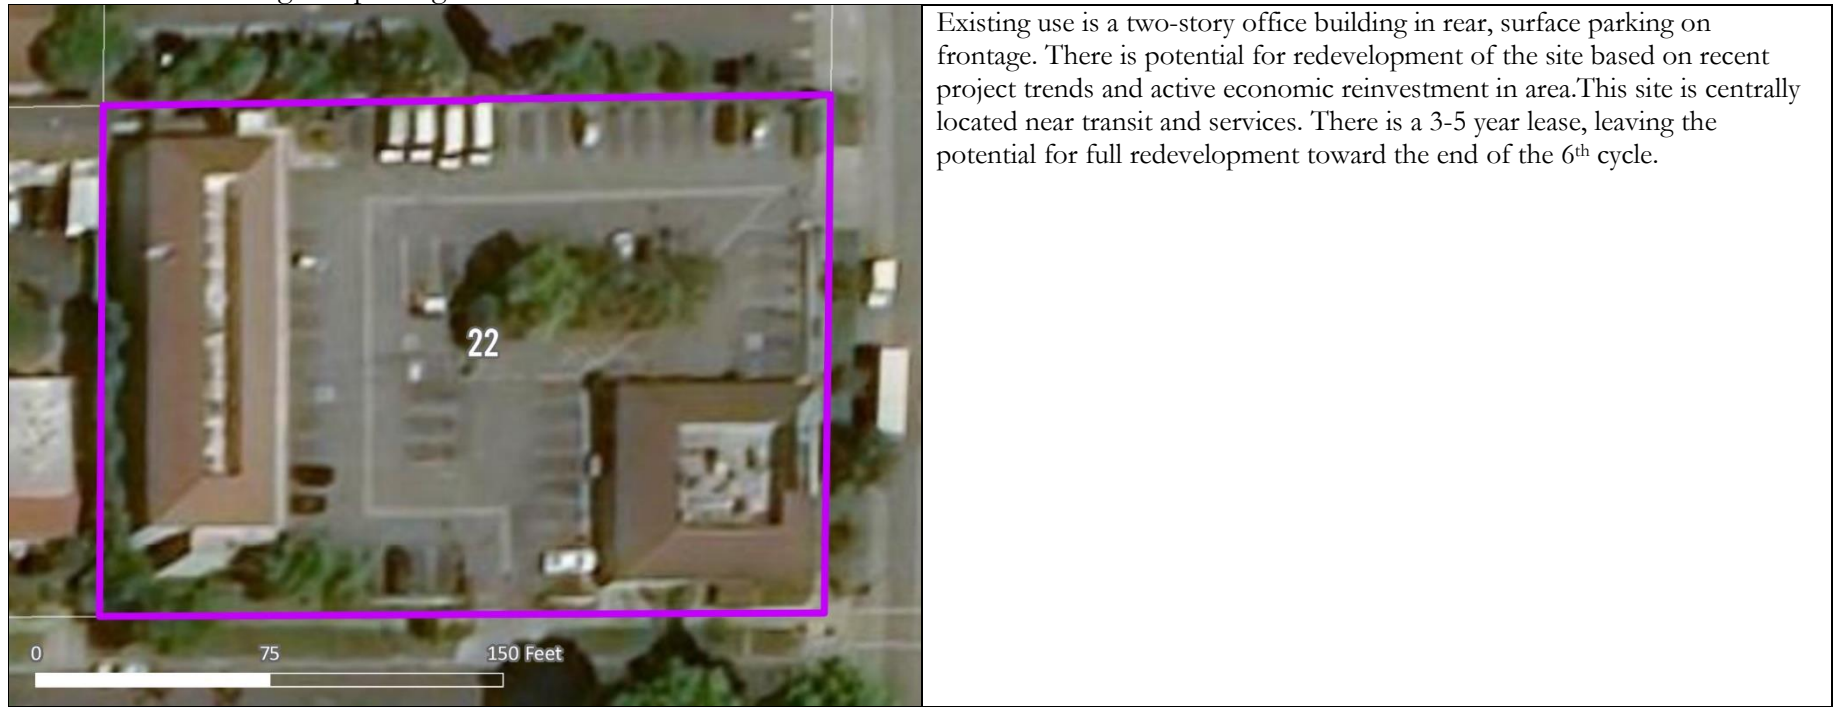 Existing use is a two-story office building in rear, surface parking on
frontage. There is potential for redevelopment of the site based on recent
project trends and active economic reinvestment in area.This site is centrally
located near transit and services. There is a 3-5 year lease, leaving the
potential for full redevelopment toward the end of the 6th cycle.
22
0 75 150 Feet